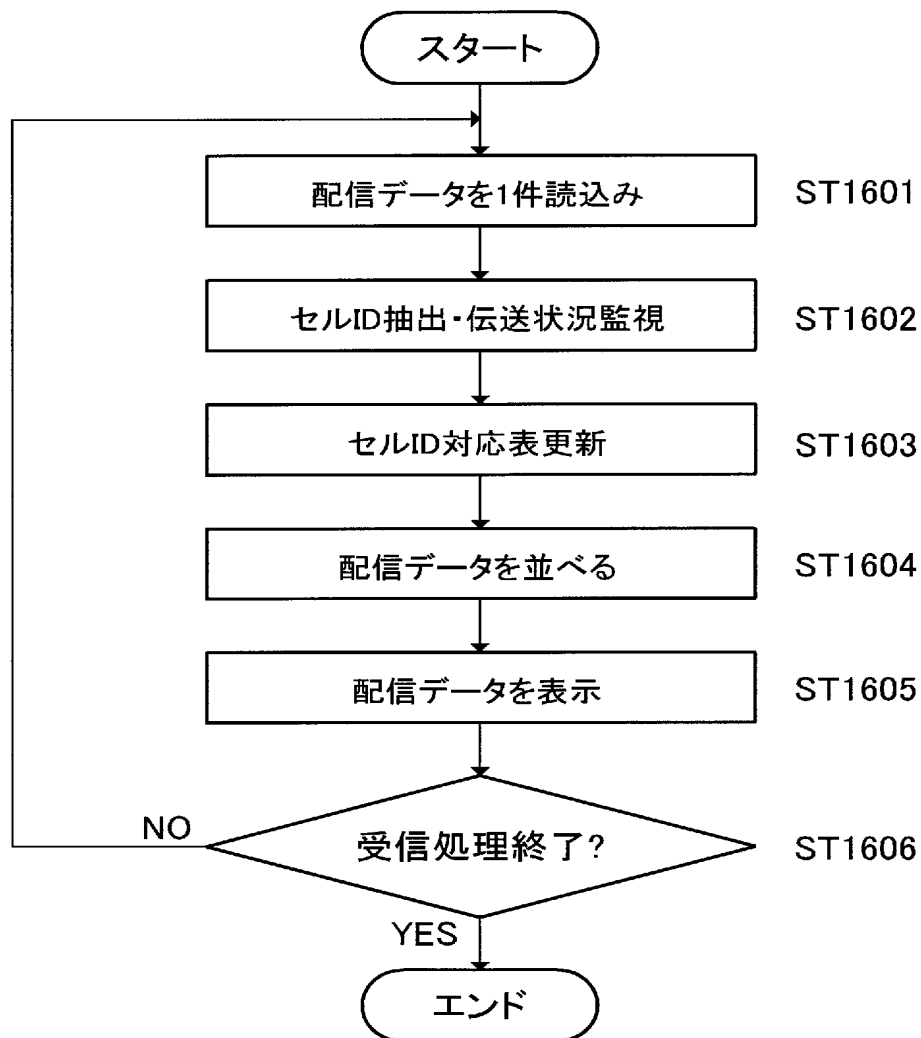 スタート
配信データを1件読込み
ST1601
セルID抽出・伝送状況監視
ST1602
セルID対応表更新
ST1603
配信データを並べる
ST1604
配信データを表示
ST1605
NO
受信処理終了?
ST1606
YES
エンド